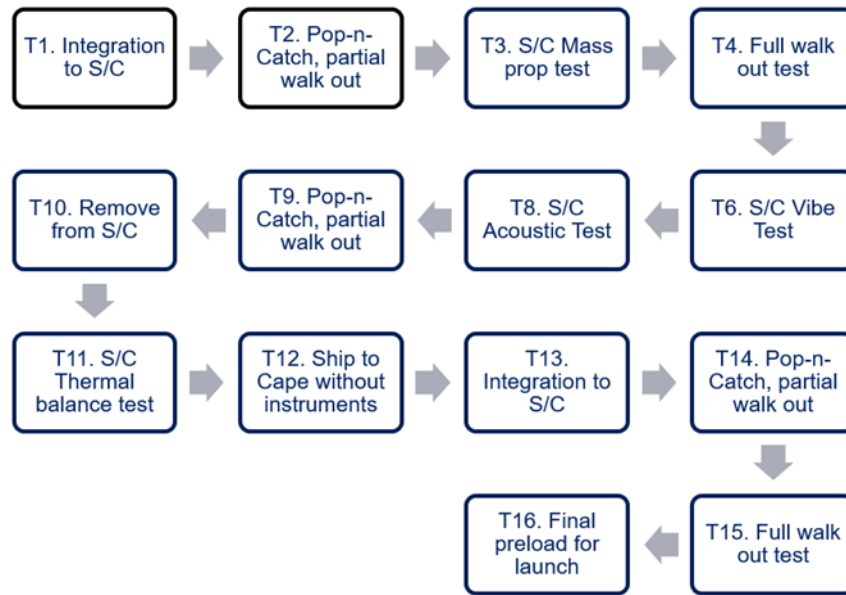 T1. Integration
to S/C
T2. Pop-n-
Catch, partial
walk out
T3. S/C Mass
prop test
T4. Full walk
out test
T10. Remove
from S/C
T9. Pop-n-
Catch, partial
walk out
T8. S/C
Acoustic Test
T6. S/C Vibe
Test
T11. S/C
Thermal
balance test
T12. Ship to
Cape without
instruments
T13.
Integration to
S/C
T14. Pop-n-
Catch, partial
walk out
T16. Final
preload for
launch
T15. Full walk
out test